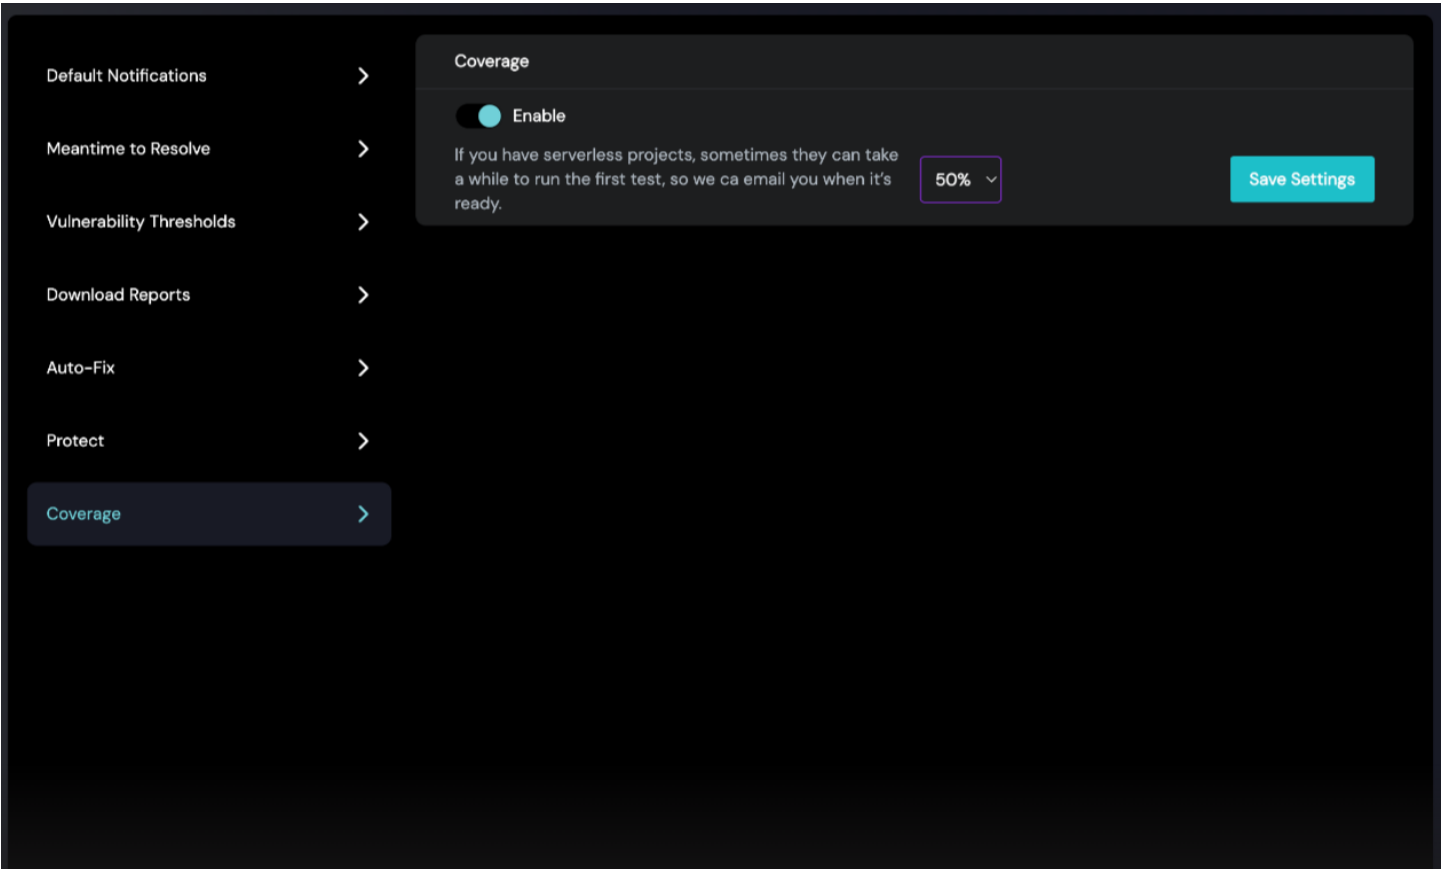 Default Notifications
Meantime to Resolve
Vulnerability Thresholds
Download Reports
Auto-Fix
Protect
Coverage
Coverage
Enable
If you have serverless projects, sometimes they can take
a while to run the first test, so we ca email you when it's
ready.
50%
Save Settings